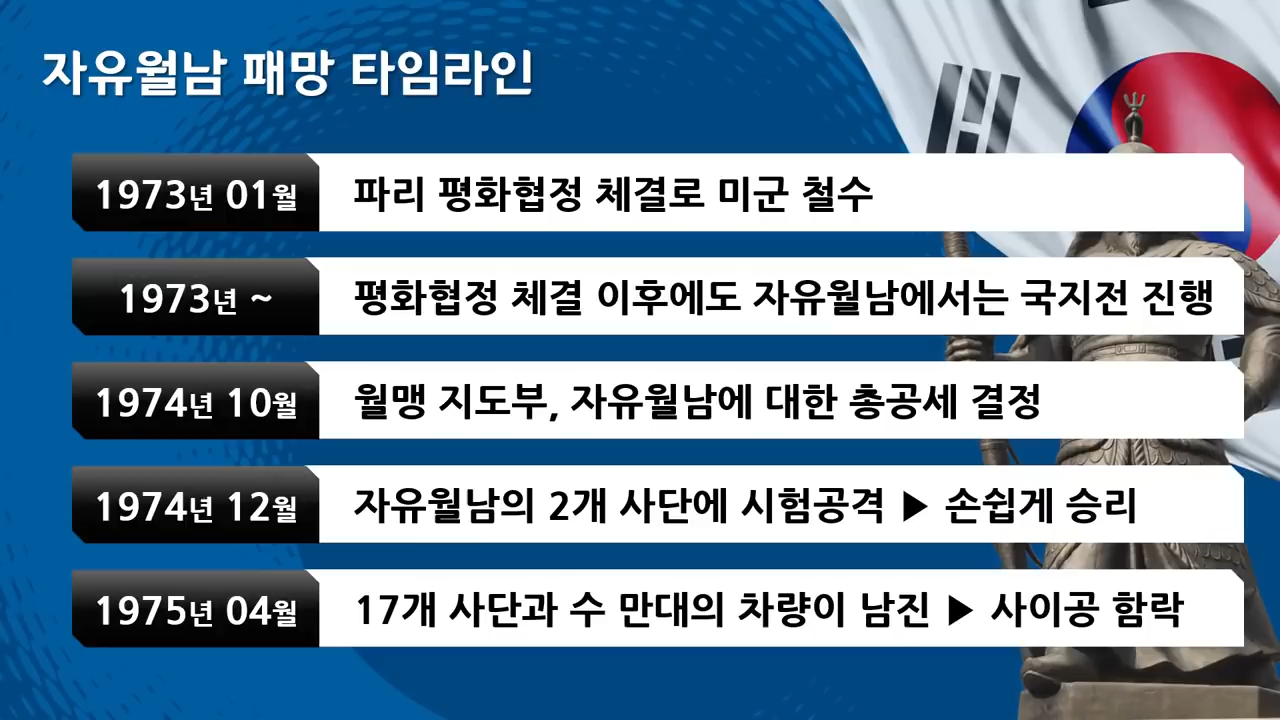 자유월남 패망 타임라인
1973년 01월 파리 평화협정 체결로 미군 철수
1973년 ~ 평화협정 체결 이후에도 자유월남에서는 국지전 진행
1974년 10월 월맹 지도부, 자유월남에 대한 총공세 결정
1974년 12월 자유월남의 2개 사단에 시험공격 ▶ 손쉽게 승리
1975년 04월 17개 사단과 수 만대의 차량이 남진 ▶ 사이공 함락